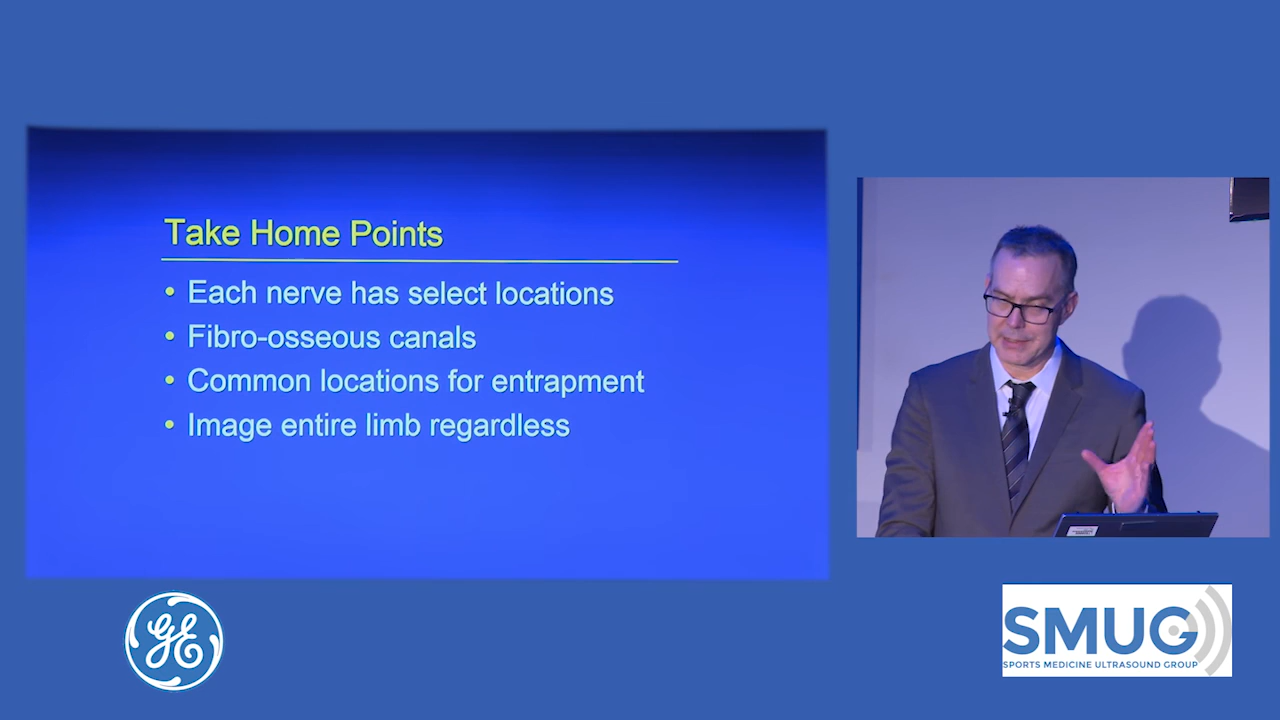 Take Home Points
• Each nerve has select locations
• Fibro-osseous canals
• Common locations for entrapment
• Image entire limb regardless
GE
SMUG
SPORTS MEDICINE ULTRASOUND GROUP